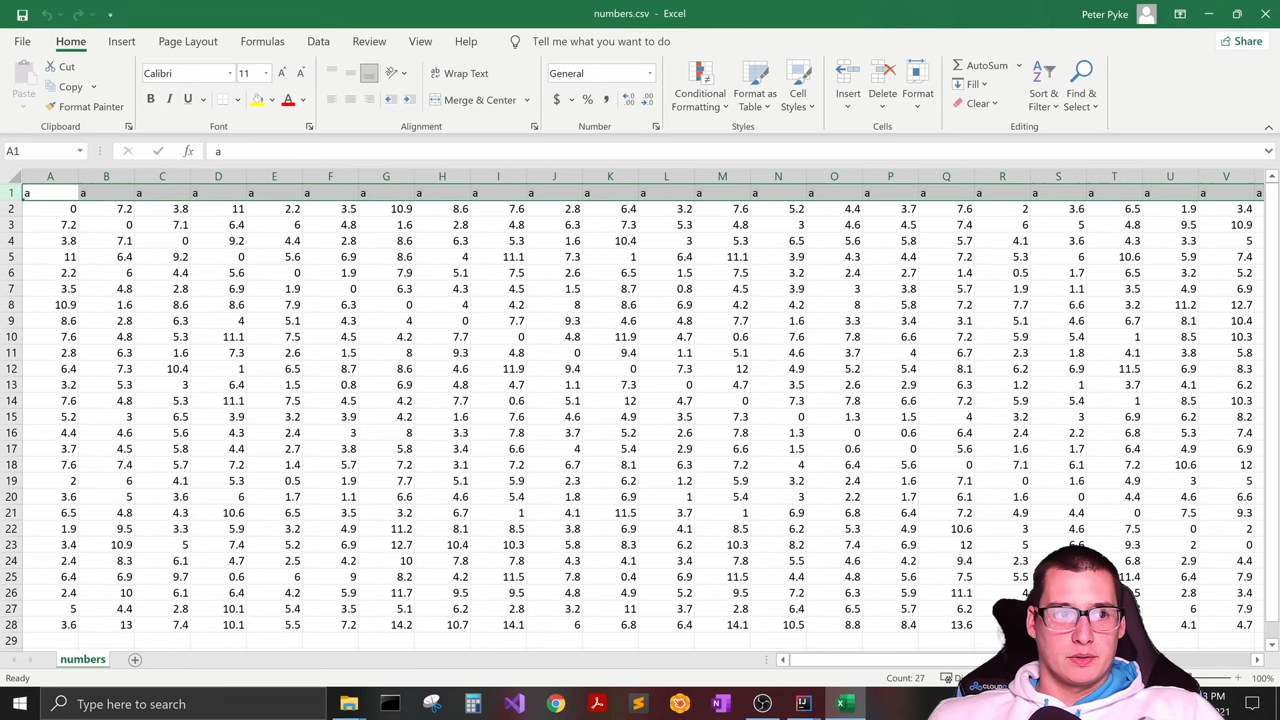 numbers.csv - Excel
Peter Pyke
File Home Insert Page Layout Formulas Data Review View Help Tell me what you want to do Share
Paste Cut Copy Format Painter Clipboard
Calibri 11 A A B I U A Font
Wrap Text Merge & Center Alignment
General $ % , Number
Conditional Formatting Format as Table Cell Styles Styles
Insert Delete Format Cells
AutoSum Fill Clear Sort & Filter Find & Select Editing
A1 fx a
A B C D E F G H I J K L M N O P Q R S T U V
1 a a a a a a a a a a a a a a a a a a a a a a a
2 0 7.2 3.8 11 2.2 3.5 10.9 8.6 7.6 2.8 6.4 3.2 7.6 5.2 4.4 3.7 7.6 2 3.6 6.5 1.9 3.4
3 7.2 0 7.1 6.4 6 4.8 1.6 2.8 4.8 6.3 7.3 5.3 4.8 3 4.6 4.5 7.4 6 5 4.8 9.5 10.9
4 3.8 7.1 0 9.2 4.4 2.8 8.6 6.3 5.3 1.6 10.4 3 5.3 6.5 5.6 5.8 5.7 4.1 3.6 4.3 3.3 5
5 11 6.4 9.2 0 5.6 6.9 8.6 4 11.1 7.3 1 6.4 11.1 3.9 4.3 4.4 7.2 5.3 6 10.6 5.9 7.4
6 2.2 6 4.4 5.6 0 1.9 7.9 5.1 7.5 2.6 6.5 1.5 7.5 3.2 2.4 2.7 1.4 0.5 1.7 6.5 3.2 5.2
7 3.5 4.8 2.8 6.9 1.9 0 6.3 4.3 4.5 1.5 8.7 0.8 4.5 3.9 3 3.8 5.7 1.9 1.1 3.5 4.9 6.9
8 10.9 1.6 8.6 8.6 7.9 6.3 0 4 4.2 8 8.6 6.9 4.2 4.2 8 5.8 7.2 7.7 6.6 3.2 11.2 12.7
9 8.6 2.8 6.3 4 5.1 4.3 4 0 7.7 9.3 4.6 4.8 7.7 1.6 3.3 3.4 3.1 5.1 4.6 6.7 8.1 10.4
10 7.6 4.8 5.3 11.1 7.5 4.5 4.2 7.7 0 4.8 11.9 4.7 0.6 7.6 7.8 6.6 7.2 5.9 5.4 1 8.5 10.3
11 2.8 6.3 1.6 7.3 2.6 1.5 8 9.3 4.8 0 9.4 1.1 5.1 4.6 3.7 4 6.7 2.3 1.8 4.1 3.8 5.8
12 6.4 7.3 10.4 1 6.5 8.7 8.6 4.6 11.9 9.4 0 7.3 12 4.9 5.2 5.4 8.1 6.2 6.9 11.5 6.9 8.3
13 3.2 5.3 3 6.4 1.5 0.8 6.9 4.8 4.7 1.1 7.3 0 4.7 3.5 2.6 2.9 6.3 1.2 1 3.7 4.1 6.2
14 7.6 4.8 5.3 11.1 7.5 4.5 4.2 7.7 0.6 5.1 12 4.7 0 7.3 7.8 6.6 7.2 5.9 5.4 1 8.5 10.3
15 5.2 3 6.5 3.9 3.2 3.9 4.2 1.6 7.6 4.6 4.9 3.5 7.3 0 1.3 1.5 4 3.2 3 6.9 6.2 8.2
16 4.4 4.6 5.6 4.3 2.4 3 8 3.3 7.8 3.7 5.2 2.6 7.8 1.3 0 0.6 6.4 2.4 2.2 6.8 5.3 7.4
17 3.7 4.5 5.8 4.4 2.7 3.8 5.8 3.4 6.6 4 5.4 2.9 6.6 1.5 0.6 0 5.6 1.6 1.7 6.4 4.9 6.9
18 7.6 7.4 5.7 7.2 1.4 5.7 7.2 3.1 7.2 6.7 8.1 6.3 7.2 4 6.4 5.6 0 7.1 6.1 7.2 10.6 12
19 2 6 4.1 5.3 0.5 1.9 7.7 5.1 5.9 2.3 6.2 1.2 5.9 3.2 2.4 1.6 7.1 0 1.6 4.9 3 5
20 3.6 5 3.6 6 1.7 1.1 6.6 4.6 5.4 1.8 6.9 1 5.4 3 2.2 1.7 6.1 1.6 0 4.4 4.6 6.6
21 6.5 4.8 4.3 10.6 6.5 3.5 3.2 6.7 1 4.1 11.5 3.7 1 6.9 6.8 6.4 7.2 4.9 4.4 0 7.5 9.3
22 1.9 9.5 3.3 5.9 3.2 4.9 11.2 8.1 8.5 3.8 6.9 4.1 8.5 6.2 5.3 4.9 10.6 3 4.6 7.5 0 2
23 3.4 10.9 5 7.4 5.2 6.9 12.7 10.4 10.3 5.8 8.3 6.2 10.3 8.2 7.4 6.9 12 5 6.6 9.3 2 0
24 2.4 8.3 6.1 4.7 2.5 4.2 10 7.8 7.8 4.3 4.1 3.4 7.8 5.5 4.6 4.2 9.4 2.3 6.8 2.9 4.4
25 6.4 6.9 9.7 0.6 6 9 8.2 4.2 11.5 7.8 0.4 6.9 11.5 4.4 4.8 5.6 7.5 5.5 11.4 6.4 7.9
26 2.4 10 6.1 6.4 4.2 5.9 11.7 9.5 9.5 4.8 4.9 5.2 9.5 7.2 6.3 5.9 11.1 4 2.8 3.4
27 5 4.4 2.8 10.1 5.4 3.5 5.1 6.2 2.8 3.2 11 3.7 2.8 6.4 6.5 5.7 6.2 6 7.9
28 3.6 13 7.4 10.1 5.5 7.2 14.2 10.7 14.1 6 6.8 6.4 14.1 10.5 8.8 8.4 13.6 4.1 4.7
29
numbers
Ready Count: 27 100%
Type here to search